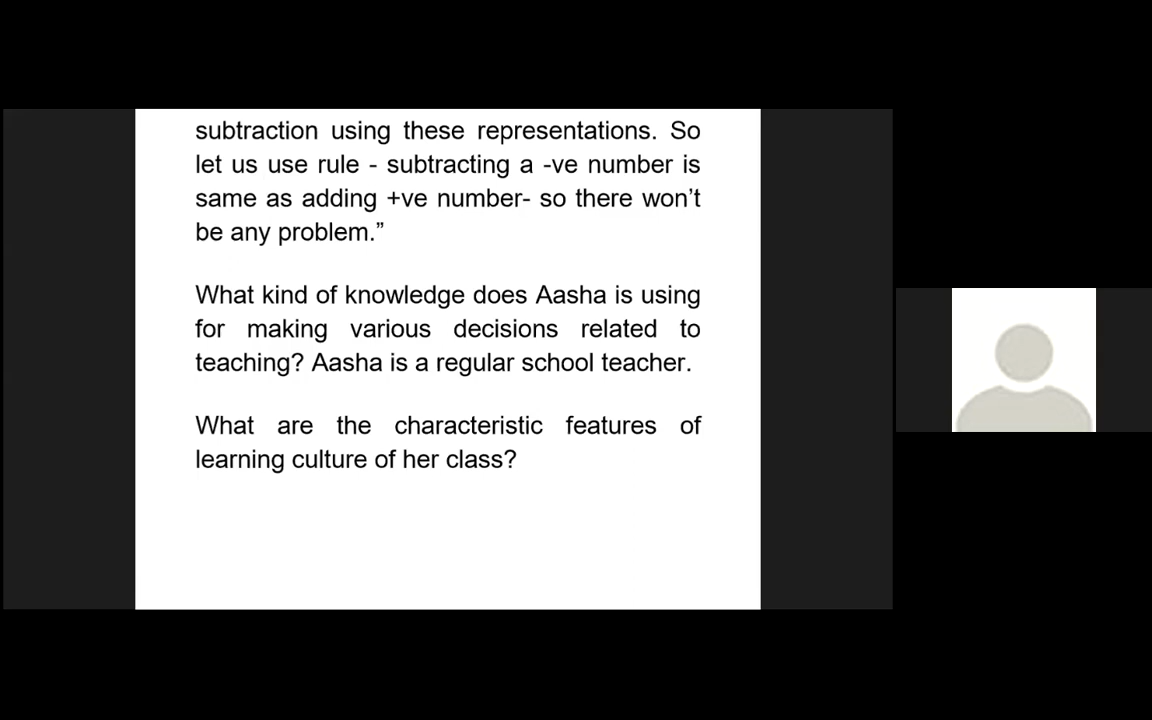 subtraction using these representations. So
let us use rule - subtracting a -ve number is
same as adding +ve number- so there won’t
be any problem.”
What kind of knowledge does Aasha is using
for making various decisions related to
teaching? Aasha is a regular school teacher.
What are the characteristic features of
learning culture of her class?